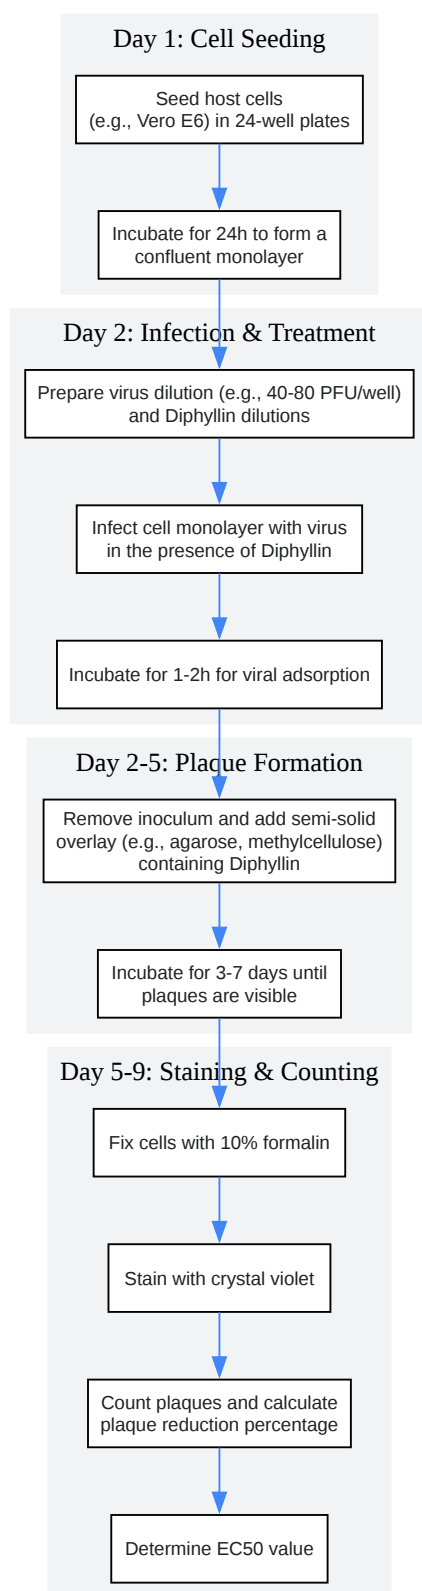 Day 1: Cell Seeding
Seed host cells
(e.g., Vero E6) in 24-well plates
Incubate for 24h to form a
confluent monolayer
Day 2: Infection & Treatment
Prepare virus dilution (e.g., 40-80 PFU/well)
and Diphyllin dilutions
Infect cell monolayer with virus
in the presence of Diphyllin
Incubate for 1-2h for viral adsorption
Day 2-5: Plaque Formation
Remove inoculum and add semi-solid
overlay (e.g., agarose, methylcellulose)
containing Diphyllin
Incubate for 3-7 days until
plaques are visible
Day 5-9: Staining & Counting
Fix cells with 10% formalin
Stain with crystal violet
Count plaques and calculate
plaque reduction percentage
Determine EC50 value